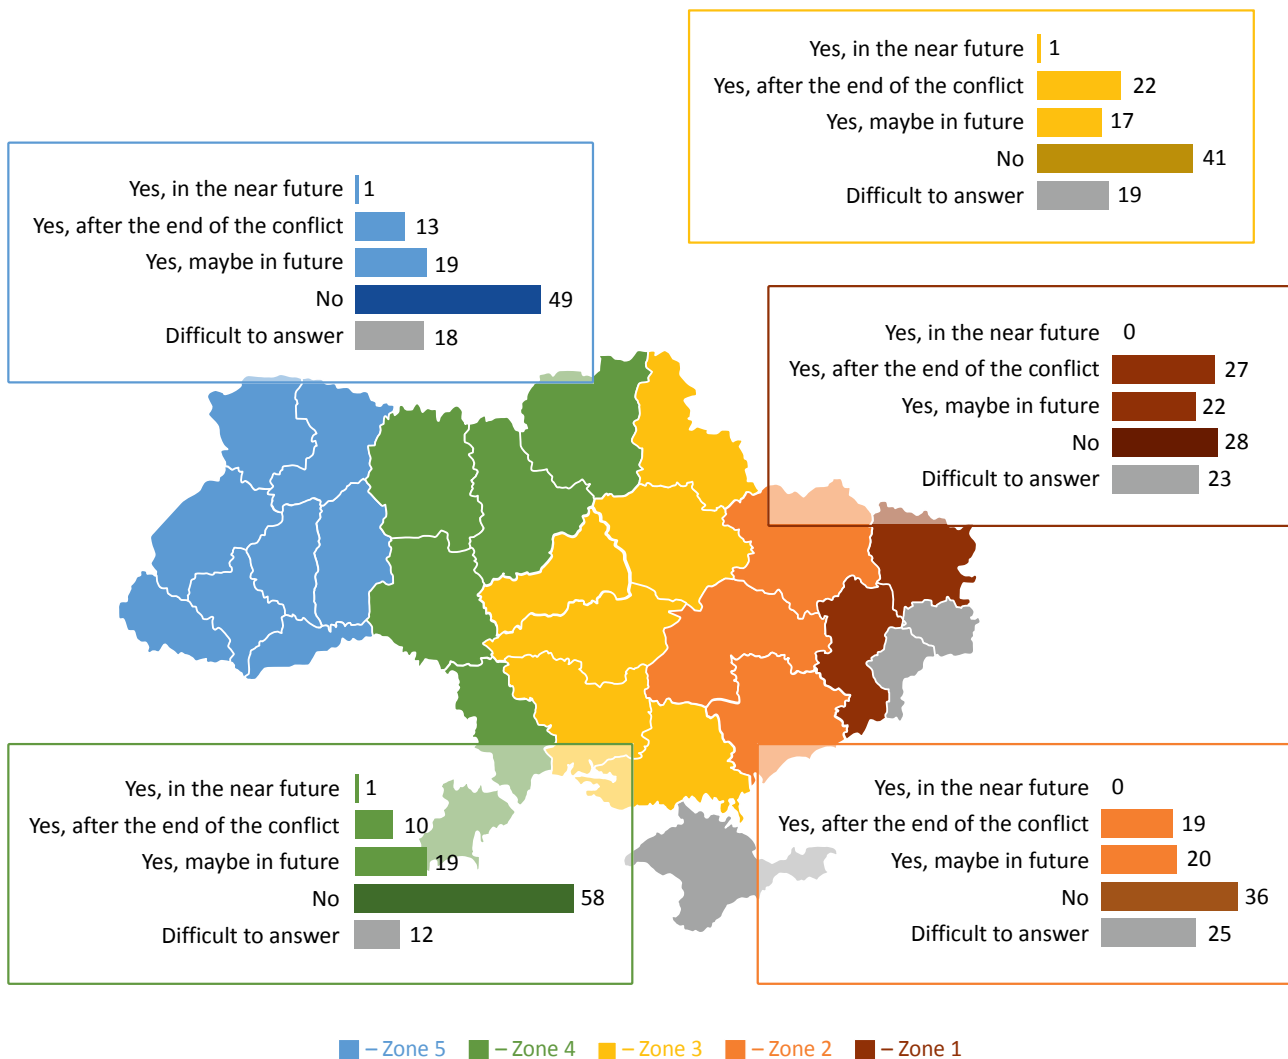 Yes, in the near future 1
Yes, after the end of the conflict 22
Yes, maybe in future 17
No 41
Difficult to answer 19
Yes, in the near future 1
Yes, after the end of the conflict 13
Yes, maybe in future 19
No 49
Difficult to answer 18
Yes, in the near future 0
Yes, after the end of the conflict 27
Yes, maybe in future 22
No 28
Difficult to answer 23
Yes, in the near future 1
Yes, after the end of the conflict 10
Yes, maybe in future 19
No 58
Difficult to answer 12
Yes, in the near future 0
Yes, after the end of the conflict 19
Yes, maybe in future 20
No 36
Difficult to answer 25
– Zone 5 – Zone 4 – Zone 3 – Zone 2 – Zone 1